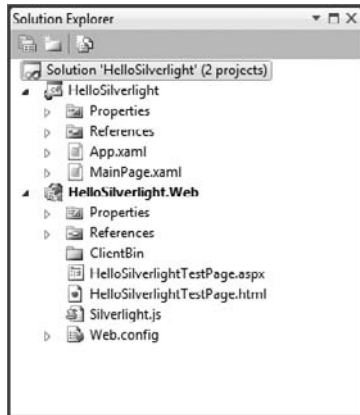 Solution Explorer
Solution 'HelloSilverlight' (2 projects)
HelloSilverlight
Properties
References
App.xaml
MainPage.xaml
HelloSilverlight.Web
Properties
References
ClientBin
HelloSilverlightTestPage.aspx
HelloSilverlightTestPage.html
Silverlight.js
Web.config